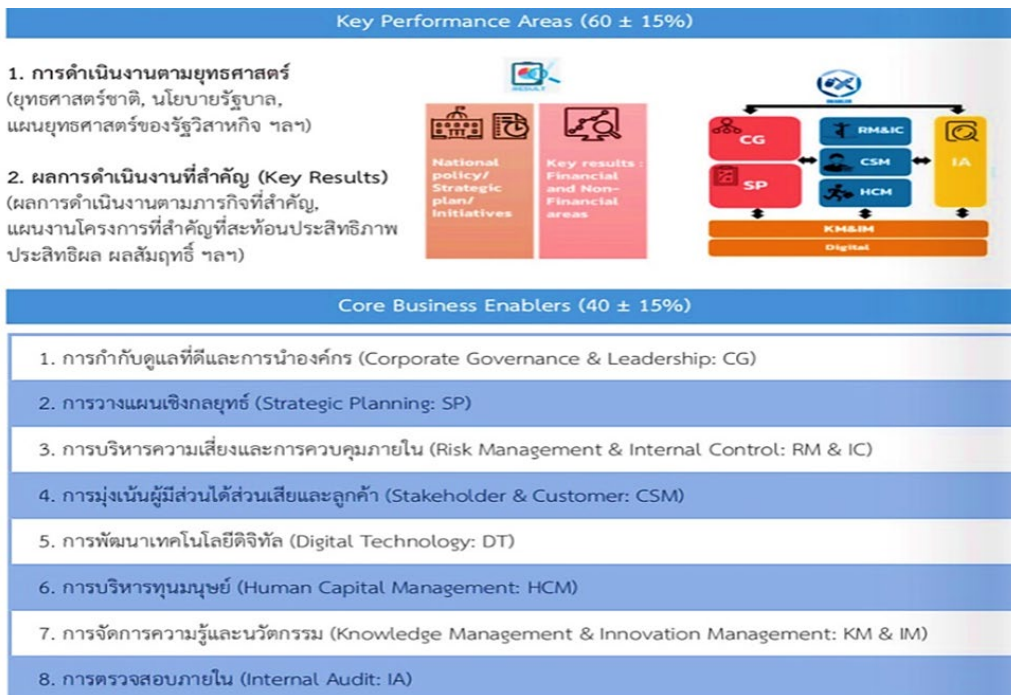 Key Performance Areas (60 ± 15%)
1. การดำเนินงานตามยุทธศาสตร์
(ยุทธศาสตร์ชาติ, นโยบายรัฐบาล,
แผนยุทธศาสตร์ของรัฐวิสาหกิจ ฯลฯ)
2. ผลการดำเนินงานที่สำคัญ (Key Results)
(ผลการดำเนินงานตามภารกิจที่สำคัญ,
แผนงานโครงการที่สำคัญที่สะท้อนประสิทธิภาพ
ประสิทธิผล ผลสัมฤทธิ์ ฯลฯ)
RESULT
National
policy/
Strategic
plan/
Initiatives
Key results :
Financial
and Non-
Financial
areas
CG
SP
RM&IC
CSM
HCM
IA
KM&IM
Digital
Core Business Enablers (40 ± 15%)
1. การกำกับดูแลที่ดีและการนำองค์กร (Corporate Governance & Leadership: CG)
2. การวางแผนเชิงกลยุทธ์ (Strategic Planning: SP)
3. การบริหารความเสี่ยงและการควบคุมภายใน (Risk Management & Internal Control: RM & IC)
4. การมุ่งเน้นผู้มีส่วนได้ส่วนเสียและลูกค้า (Stakeholder & Customer: CSM)
5. การพัฒนาเทคโนโลยีดิจิทัล (Digital Technology: DT)
6. การบริหารทุนมนุษย์ (Human Capital Management: HCM)
7. การจัดการความรู้และนวัตกรรม (Knowledge Management & Innovation Management: KM & IM)
8. การตรวจสอบภายใน (Internal Audit: IA)